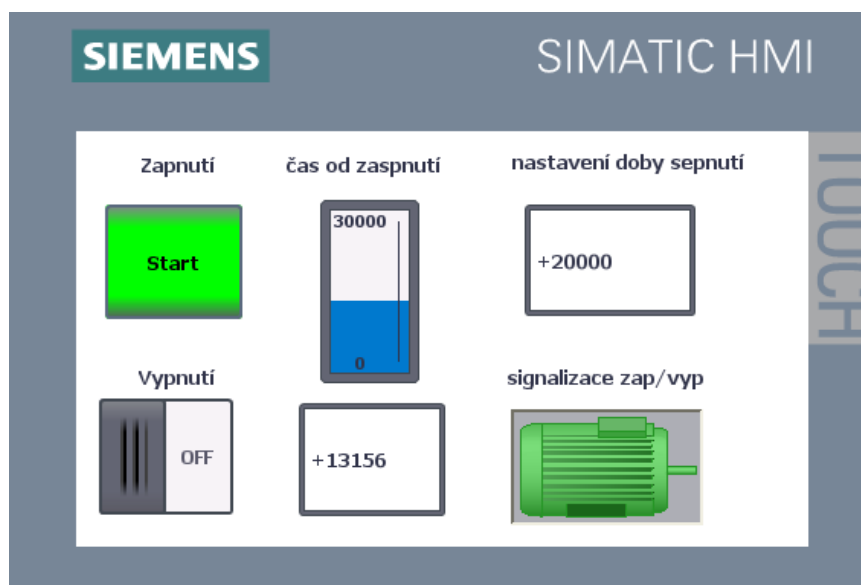 SIEMENS
SIMATIC HMI
TOUCH
Zapnutí
čas od zaspnutí
nastavení doby sepnutí
Start
30000
0
+20000
Vypnutí
signalizace zap/vyp
OFF
+13156